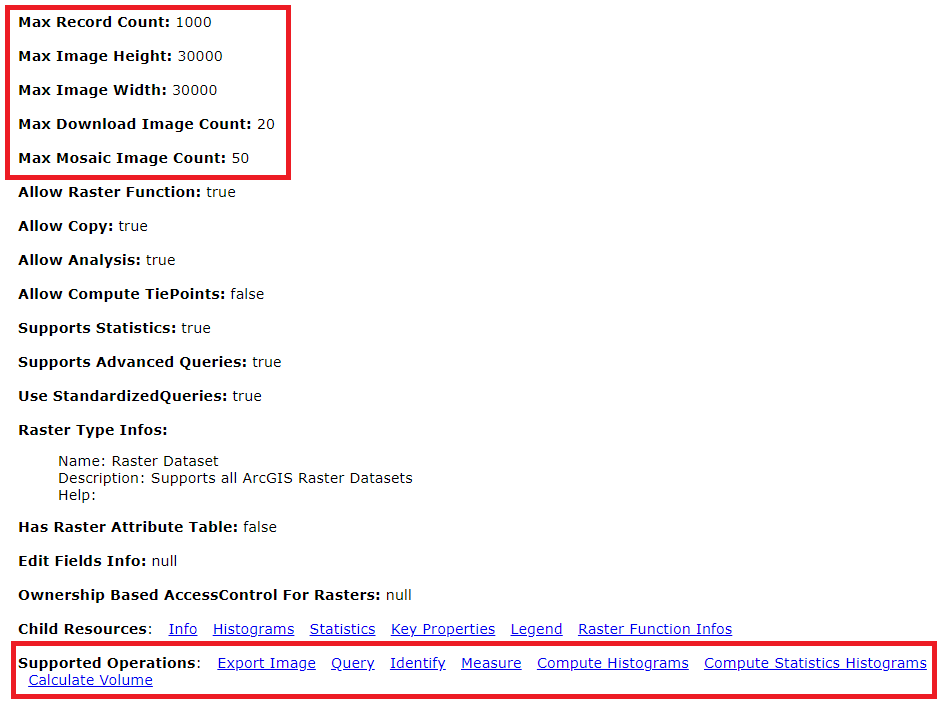 Max Record Count: 1000
Max Image Height: 30000
Max Image Width: 30000
Max Download Image Count: 20
Max Mosaic Image Count: 50
Allow Raster Function: true
Allow Copy: true
Allow Analysis: true
Allow Compute TiePoints: false
Supports Statistics: true
Supports Advanced Queries: true
Use StandardizedQueries: true
Raster Type Infos:
Name: Raster Dataset
Description: Supports all ArcGIS Raster Datasets
Help:
Has Raster Attribute Table: false
Edit Fields Info: null
Ownership Based AccessControl For Rasters: null
Child Resources: Info Histograms Statistics Key Properties Legend Raster Function Infos
Supported Operations: Export Image Query Identify Measure Compute Histograms Compute Statistics Histograms
Calculate Volume